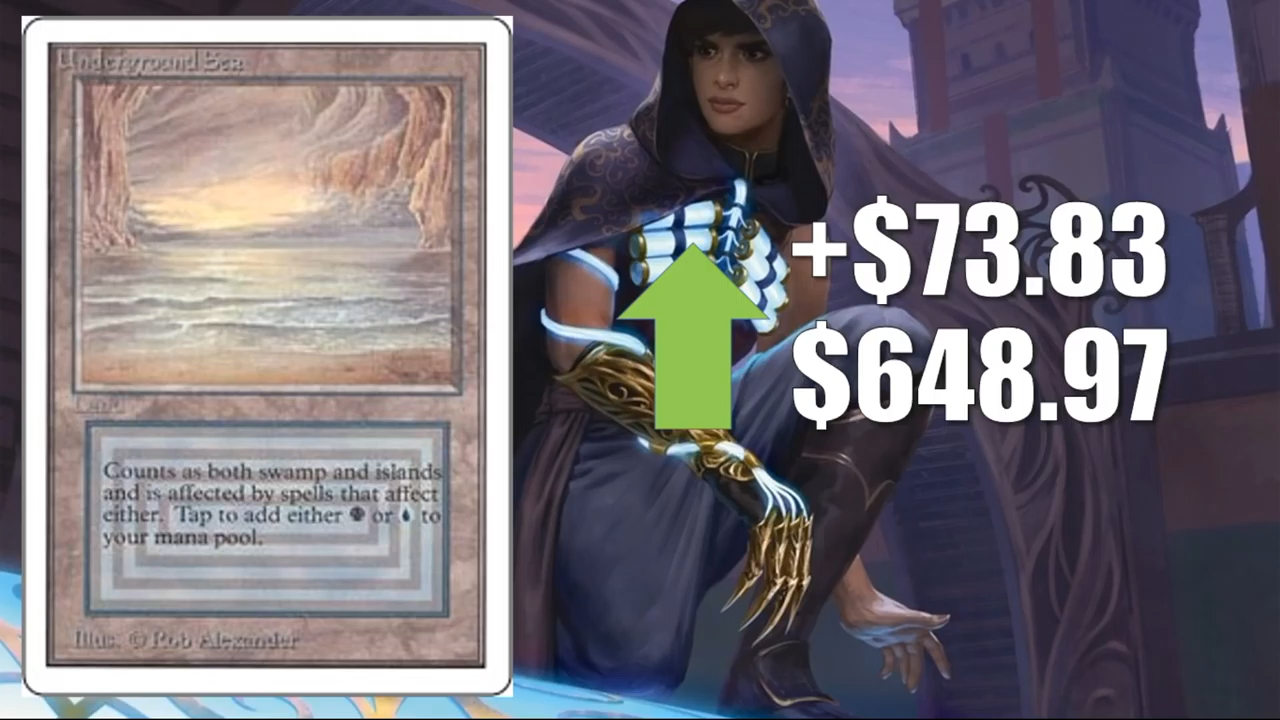 Underground Sea
Land
Counts as both swamp and islands
and is affected by spells that affect
either. Tap to add either or to
your mana pool.
Illus. © Rob Alexander
+$73.83
$648.97